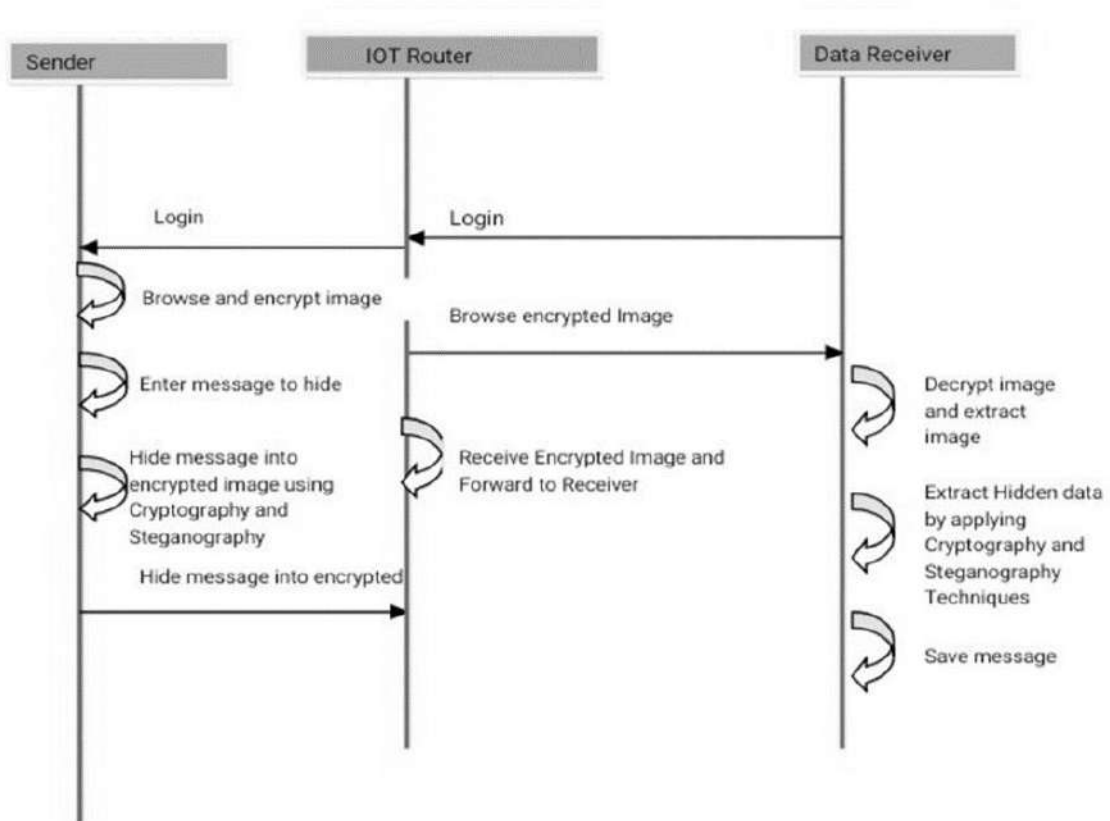 Sender
IOT Router
Data Receiver
Login
Login
Browse and encrypt image
Browse encrypted Image
Enter message to hide
Decrypt image
and extract
image
Hide message into
encrypted image using
Cryptography and
Steganography
Receive Encrypted Image and
Forward to Receiver
Extract Hidden data
by applying
Cryptography and
Steganography
Techniques
Hide message into encrypted
Save message